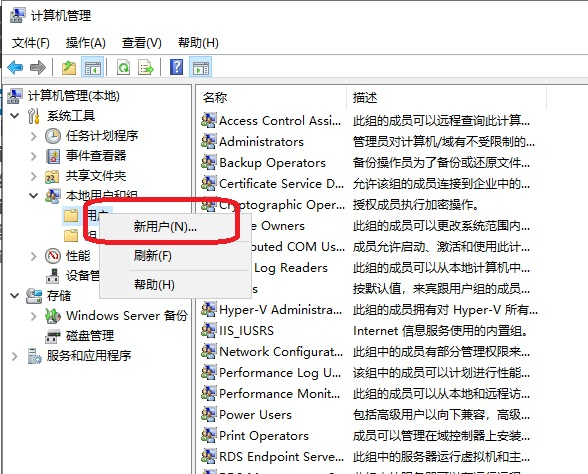 计算机管理
文件(F) 操作(A) 查看(V) 帮助(H)
计算机管理(本地)
系统工具
任务计划程序
事件查看器
共享文件夹
本地用户和组
用户
组
性能
设备管
存储
Windows Server 备份
磁盘管理
服务和应用程序
新用户(N)...
刷新(F)
帮助(H)
名称 描述
Access Control Assi... 此组的成员可以远程查询此计算...
Administrators 管理员对计算机/域有不受限制的...
Backup Operators 备份操作员为了备份或还原文件...
Certificate Service D... 允许该组的成员连接到企业中的...
Cryptographic Oper... 授权成员执行加密操作。
Owners 此组的成员可以更改系统范围内...
buted COM Us... 成员允许启动、激活和使用此计...
Log Readers 此组的成员可以从本地计算机中...
按默认值，来宾跟用户组的成员...
Hyper-V Administra... 此组的成员拥有对 Hyper-V 所有...
IIS_IUSRS Internet 信息服务使用的内置组。
Network Configurat... 此组中的成员有部分管理权限来...
Performance Log U... 该组中的成员可以计划进行性能...
Performance Monit... 此组的成员可以从本地和远程访...
Power Users 包括高级用户以向下兼容，高级...
Print Operators 成员可以管理在域控制器上安装...
RDS Endpoint Serve... 此组中的服务器运行虚拟机和主...